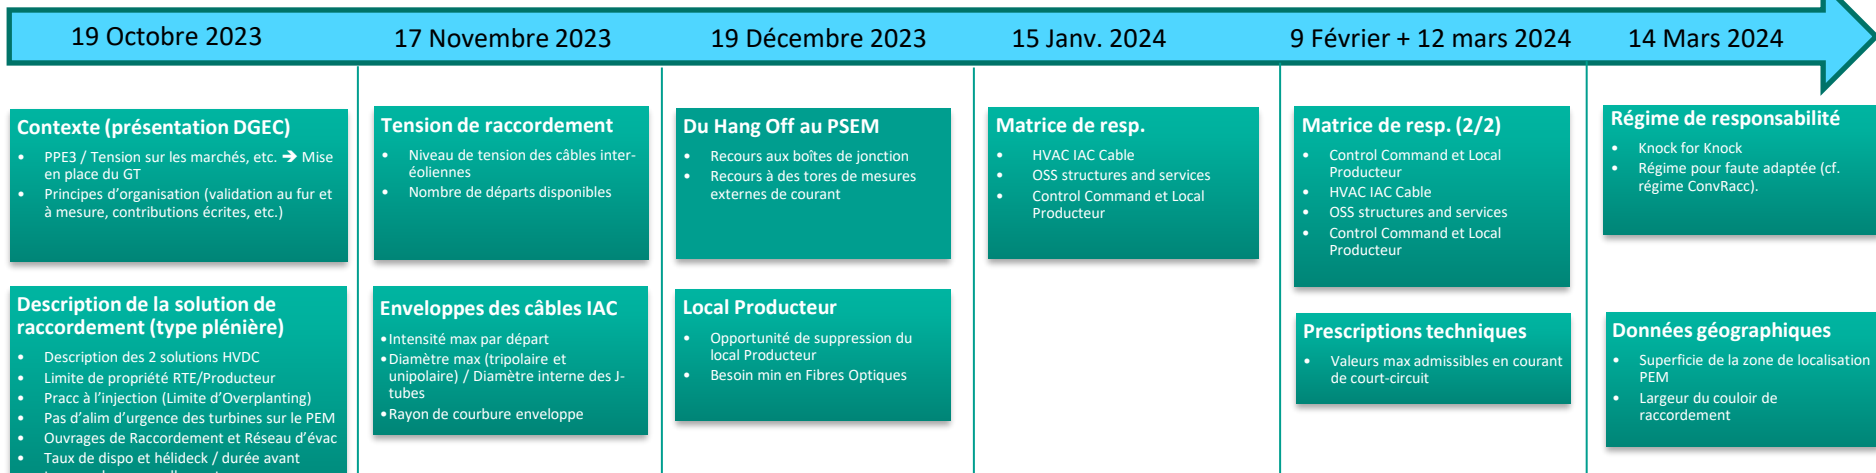 19 Octobre 2023
17 Novembre 2023
19 Décembre 2023
15 Janv. 2024
9 Février + 12 mars 2024
14 Mars 2024
Contexte (présentation DGEC)
• PPE3 / Tension sur les marchés, etc. ➔ Mise
en place du GT
• Principes d'organisation (validation au fur et
à mesure, contributions écrites, etc.)
Description de la solution de
raccordement (type plénière)
• Description des 2 solutions HVDC
• Limite de propriété RTE/Producteur
• Pracc à l'injection (Limite d'Overplanting)
• Pas d'alim d'urgence des turbines sur le PEM
• Ouvrages de Raccordement et Réseau d'évac
• Taux de dispo et hélideck / durée avant
Tension de raccordement
• Niveau de tension des câbles inter-
éoliennes
• Nombre de départs disponibles
Enveloppes des câbles IAC
•Intensité max par départ
•Diamètre max (tripolaire et
unipolaire) / Diamètre interne des J-
tubes
•Rayon de courbure enveloppe
Du Hang Off au PSEM
• Recours aux boîtes de jonction
• Recours à des tores de mesures
externes de courant
Local Producteur
• Opportunité de suppression du
local Producteur
• Besoin min en Fibres Optiques
Matrice de resp.
• HVAC IAC Cable
• OSS structures and services
• Control Command et Local
Producteur
Matrice de resp. (2/2)
• Control Command et Local
Producteur
• HVAC IAC Cable
• OSS structures and services
• Control Command et Local
Producteur
Prescriptions techniques
• Valeurs max admissibles en courant
de court-circuit
Régime de responsabilité
• Knock for Knock
• Régime pour faute adaptée (cf.
régime ConvRacc).
Données géographiques
• Superficie de la zone de localisation
PEM
• Largeur du couloir de
raccordement